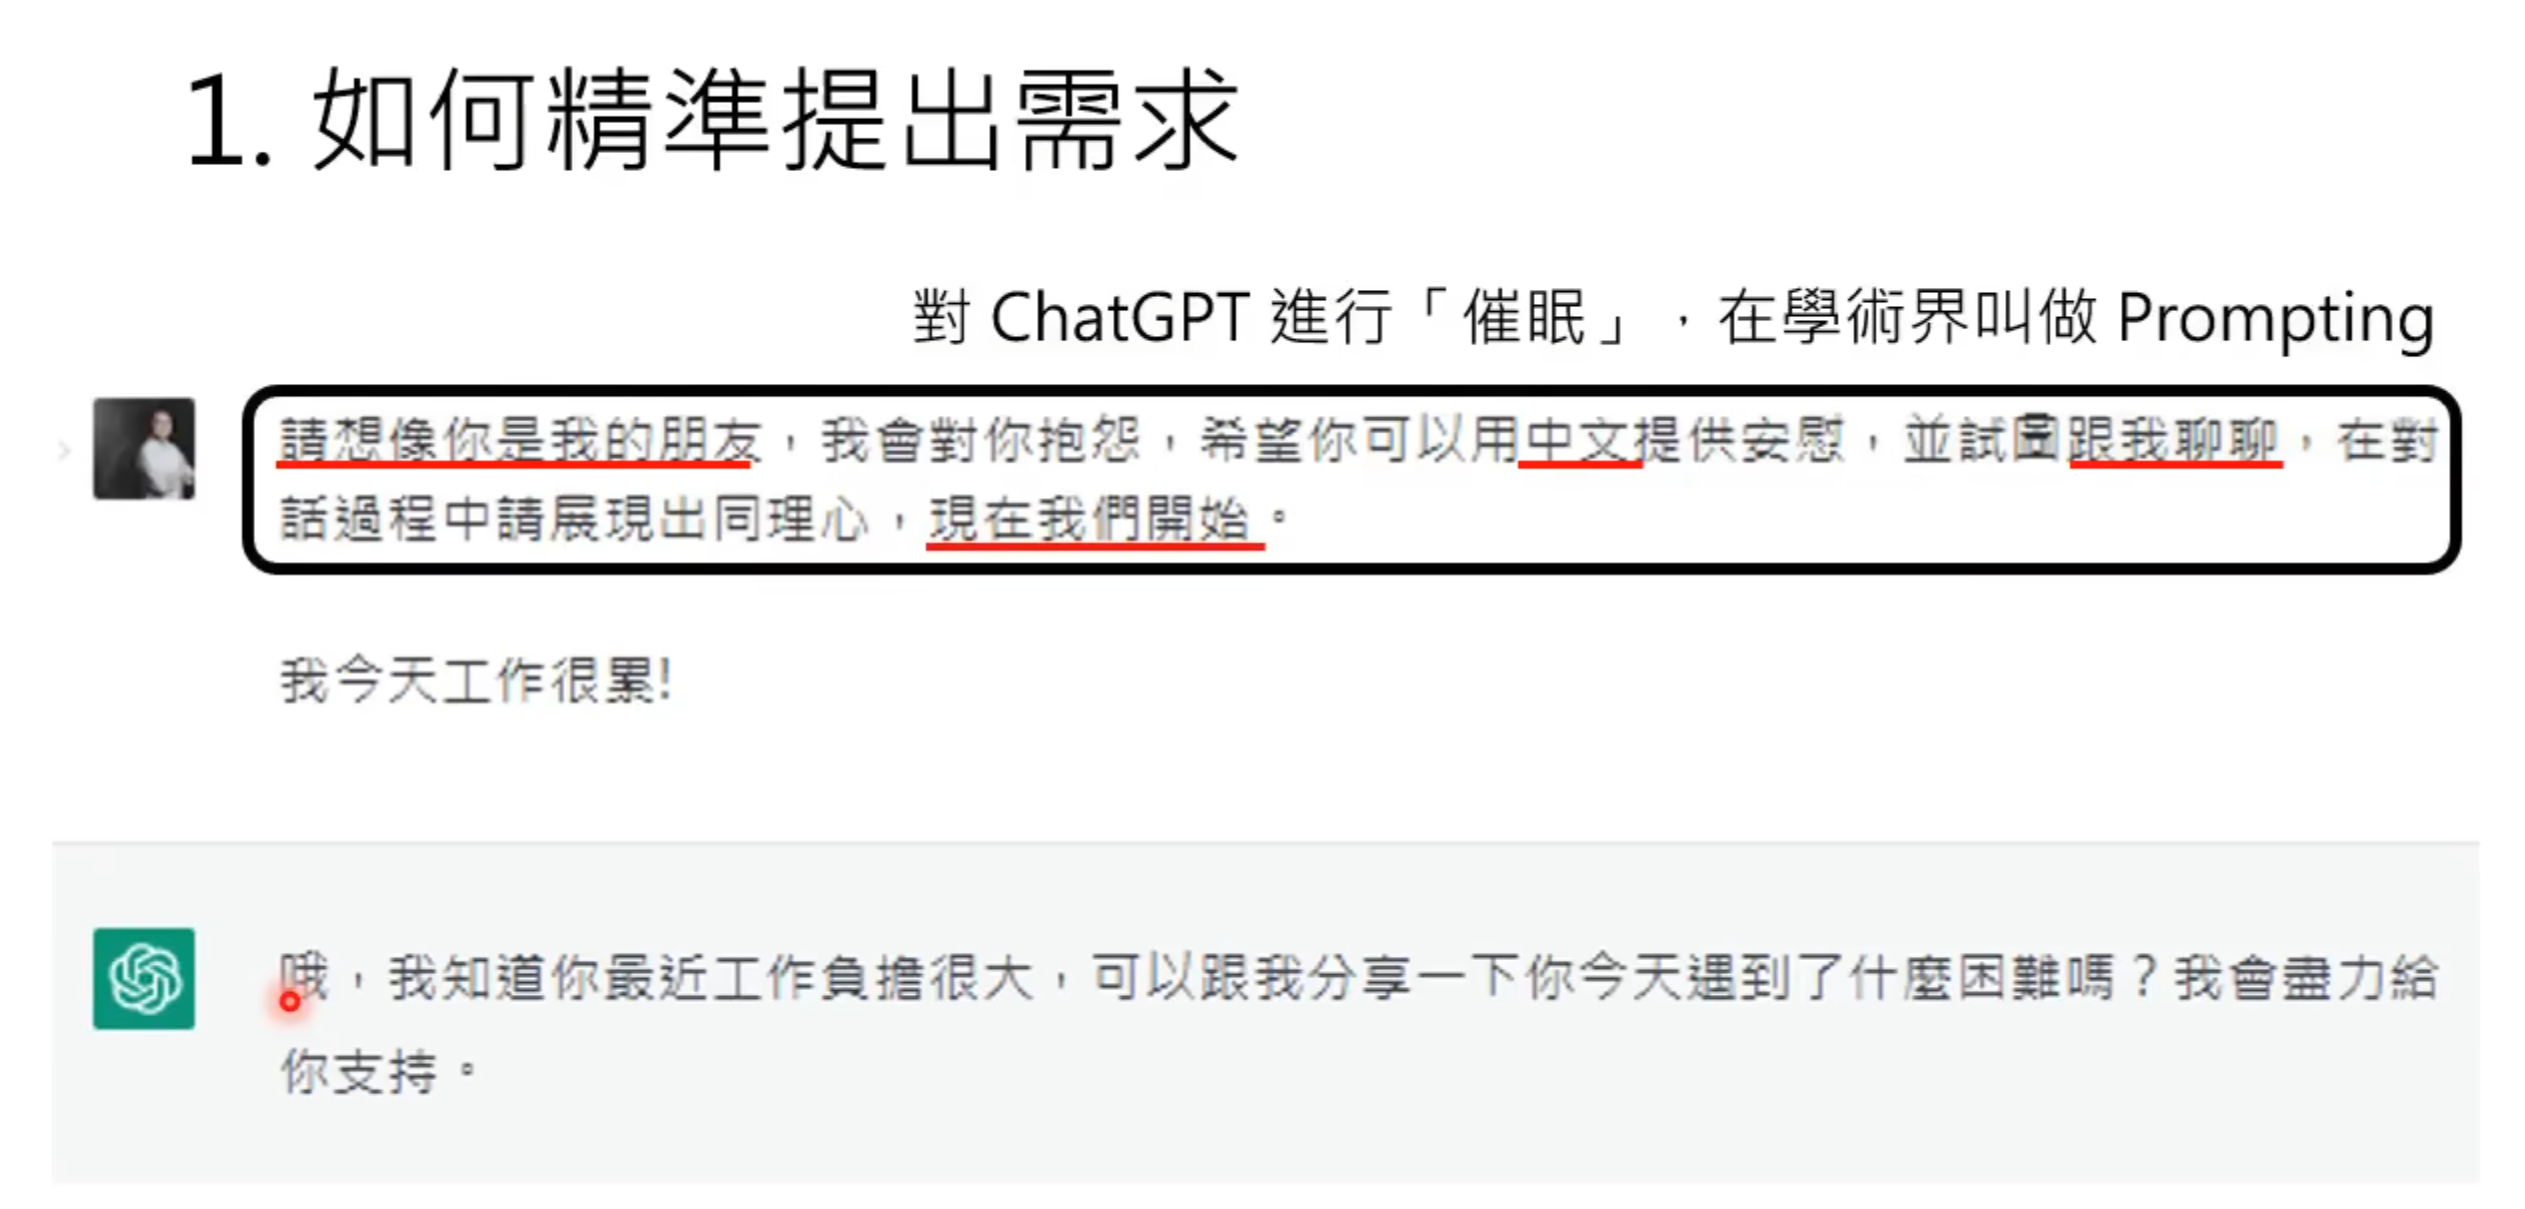 1. 如何精準提出需求
對 ChatGPT 進行「催眠」，在學術界叫做 Prompting
請想像你是我的朋友，我會對你抱怨，希望你可以用中文提供安慰，並試圖跟我聊聊，在對
話過程中請展現出同理心，現在我們開始。
我今天工作很累!
哦，我知道你最近工作負擔很大，可以跟我分享一下你今天遇到了什麼困難嗎？我會盡力給
你支持。